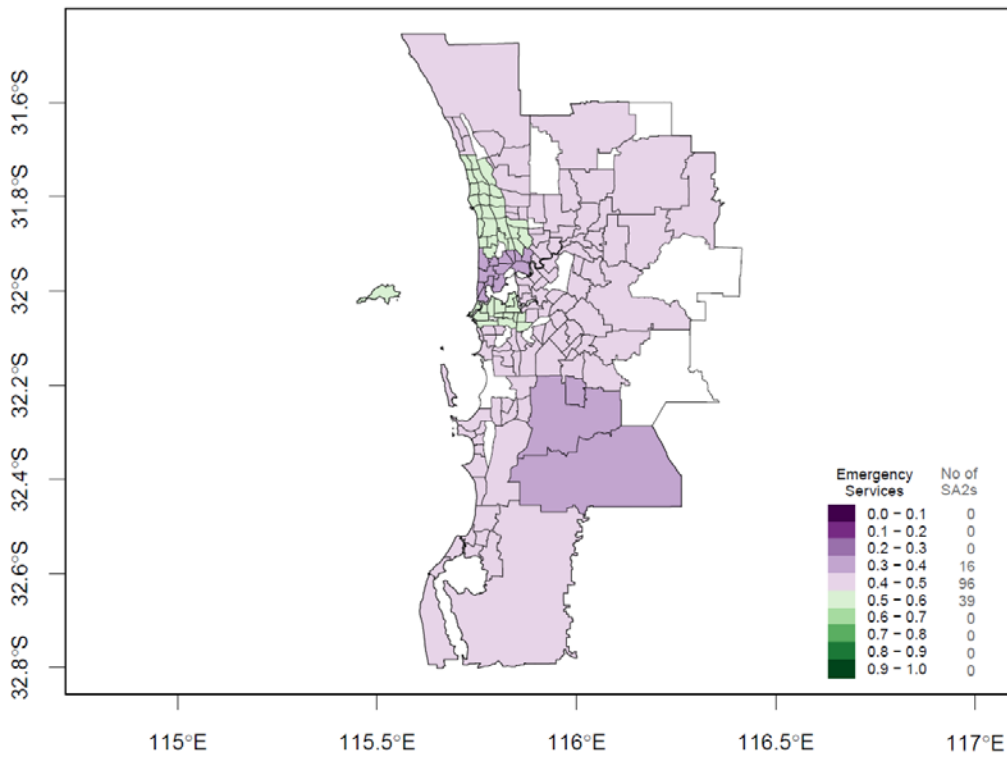 31.6°S
31.8°S
32°S
32.2°S
32.4°S
32.6°S
32.8°S
Emergency Services No of SA2s
0.0 – 0.1 0
0.1 – 0.2 0
0.2 – 0.3 0
0.3 – 0.4 16
0.4 – 0.5 96
0.5 – 0.6 39
0.6 – 0.7 0
0.7 – 0.8 0
0.8 – 0.9 0
0.9 – 1.0 0
115°E 115.5°E 116°E 116.5°E 117°E